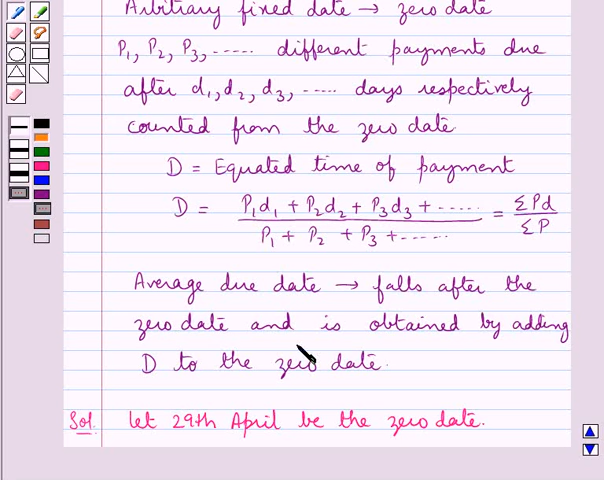 Arbitrary fixed date → zero date
P1, P2, P3, ...... different payments due
after d1, d2, d3, ..... days respectively
counted from the zero date
D = Equated time of payment
D = P1d1 + P2d2 + P3d3 + ...... / P1 + P2 + P3 + ...... = ΣPd / ΣP
Average due date → falls after the
zero date and is obtained by adding
D to the zero date.
Sol. let 29th April be the zero date.